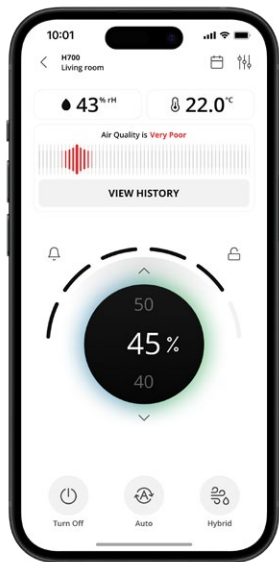 10:01
H700
Living room
43% rH
22.0°C
Air Quality is Very Poor
VIEW HISTORY
50
45%
40
A
Turn Off
Auto
Hybrid